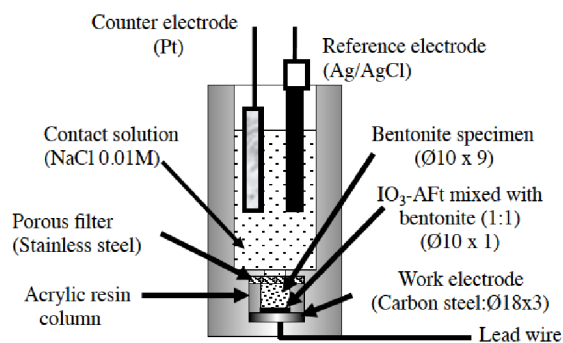 Counter electrode
(Pt)
Reference electrode
(Ag/AgCl)
Contact solution
(NaCl 0.01M)
Bentonite specimen
(Ø10 x 9)
IO3-AFt mixed with
bentonite (1:1)
(Ø10 x 1)
Porous filter
(Stainless steel)
Acrylic resin
column
Work electrode
(Carbon steel:Ø18x3)
Lead wire